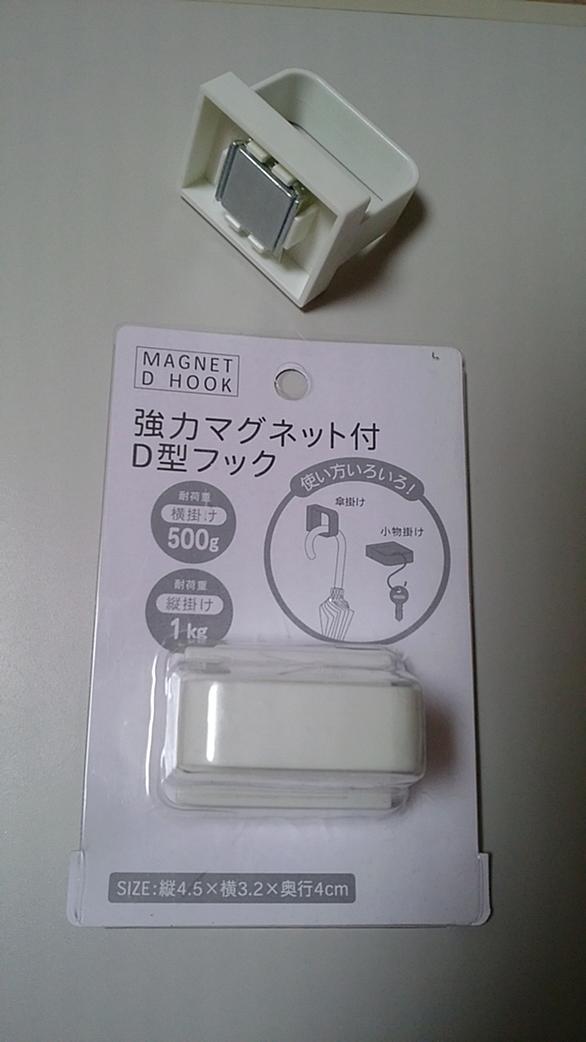 MAGNET
D HOOK
強力マグネット付
D型フック
耐荷重
横掛け
500g
耐荷重
縦掛け
1kg
使い方いろいろ!
傘掛け
小物掛け
SIZE:縦4.5×横3.2×奥行4cm